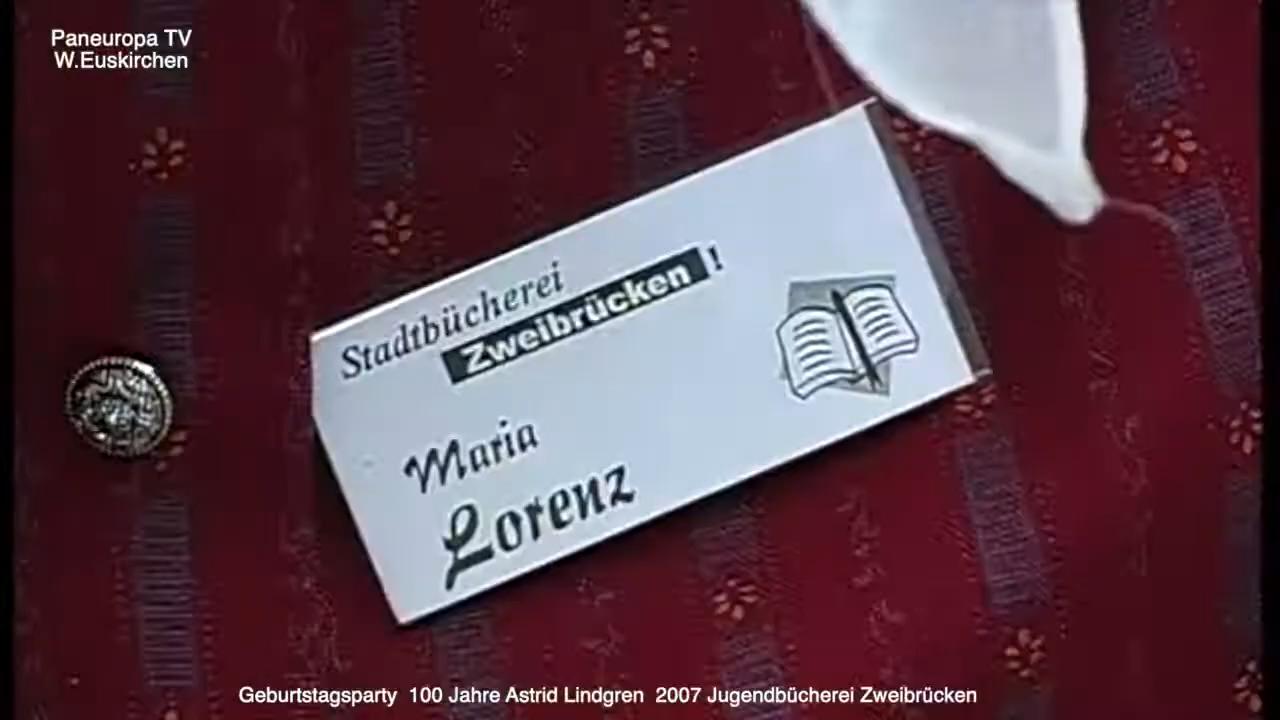 Paneuropa TV
W.Euskirchen
Stadtbücherei
Zweibrücken !
Maria
Lorenz
Geburtstagsparty 100 Jahre Astrid Lindgren 2007 Jugendbücherei Zweibrücken